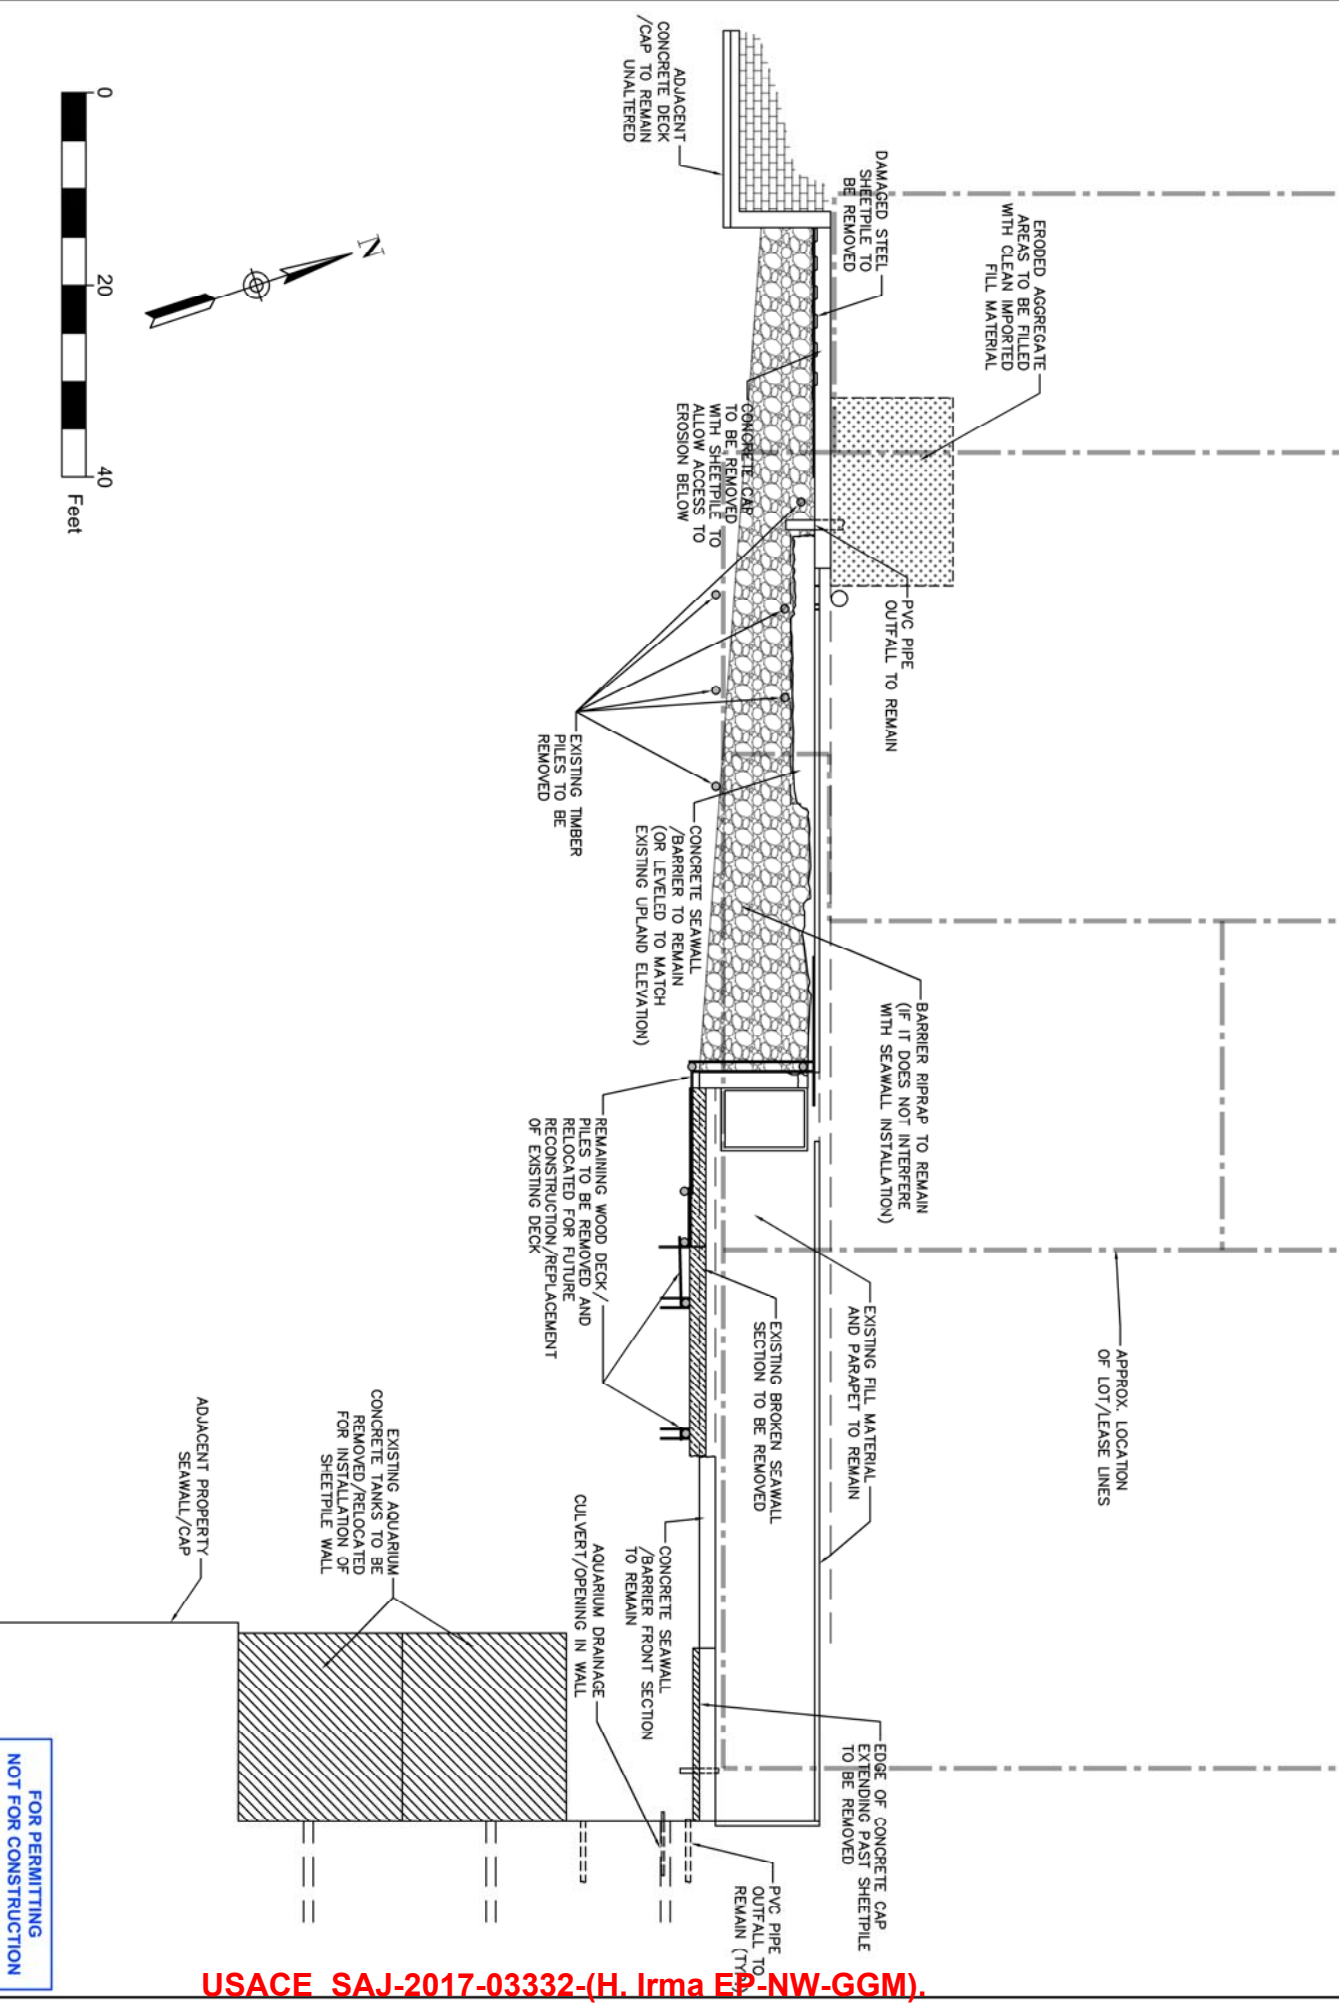 ADJACENT
CONCRETE DECK
/CAP TO REMAIN
UNALTERED
DAMAGED STEEL
SHEETPILE TO
BE REMOVED
ERODED AGGREGATE
AREAS TO BE FILLED
WITH CLEAN IMPORTED
FILL MATERIAL
0
20
40
Feet
N
CONCRETE CAP
TO BE REMOVED
WITH SHEETPILE TO
ALLOW ACCESS TO
EROSION BELOW
PVC PIPE
OUTFALL TO REMAIN
EXISTING TIMBER
PILES TO BE
REMOVED
CONCRETE SEAWALL
/BARRIER TO REMAIN
(OR LEVELED TO MATCH
EXISTING UPLAND ELEVATION)
BARRIER RIPRAP TO REMAIN
(IF IT DOES NOT INTERFERE
WITH SEAWALL INSTALLATION)
REMAINING WOOD DECK/
PILES TO BE REMOVED AND
RELOCATED FOR FUTURE
RECONSTRUCTION/REPLACEMENT
OF EXISTING DECK
EXISTING FILL MATERIAL
AND PARAPET TO REMAIN
EXISTING BROKEN SEAWALL
SECTION TO BE REMOVED
APPROX. LOCATION
OF LOT/LEASE LINES
ADJACENT PROPERTY
SEAWALL/CAP
EXISTING AQUARIUM
CONCRETE TANKS TO BE
REMOVED/RELOCATED
FOR INSTALLATION OF
SHEETPILE WALL
CONCRETE SEAWALL
/BARRIER FRONT SECTION
TO REMAIN
AQUARIUM DRAINAGE
CULVERT/OPENING IN WALL
EDGE OF CONCRETE CAP
EXTENDING PAST SHEETPILE
TO BE REMOVED
PVC PIPE
OUTFALL TO
REMAIN (TYP)
FOR PERMITTING
NOT FOR CONSTRUCTION
USACE SAJ-2017-03332-(H. Irma EP-NW-GGM).